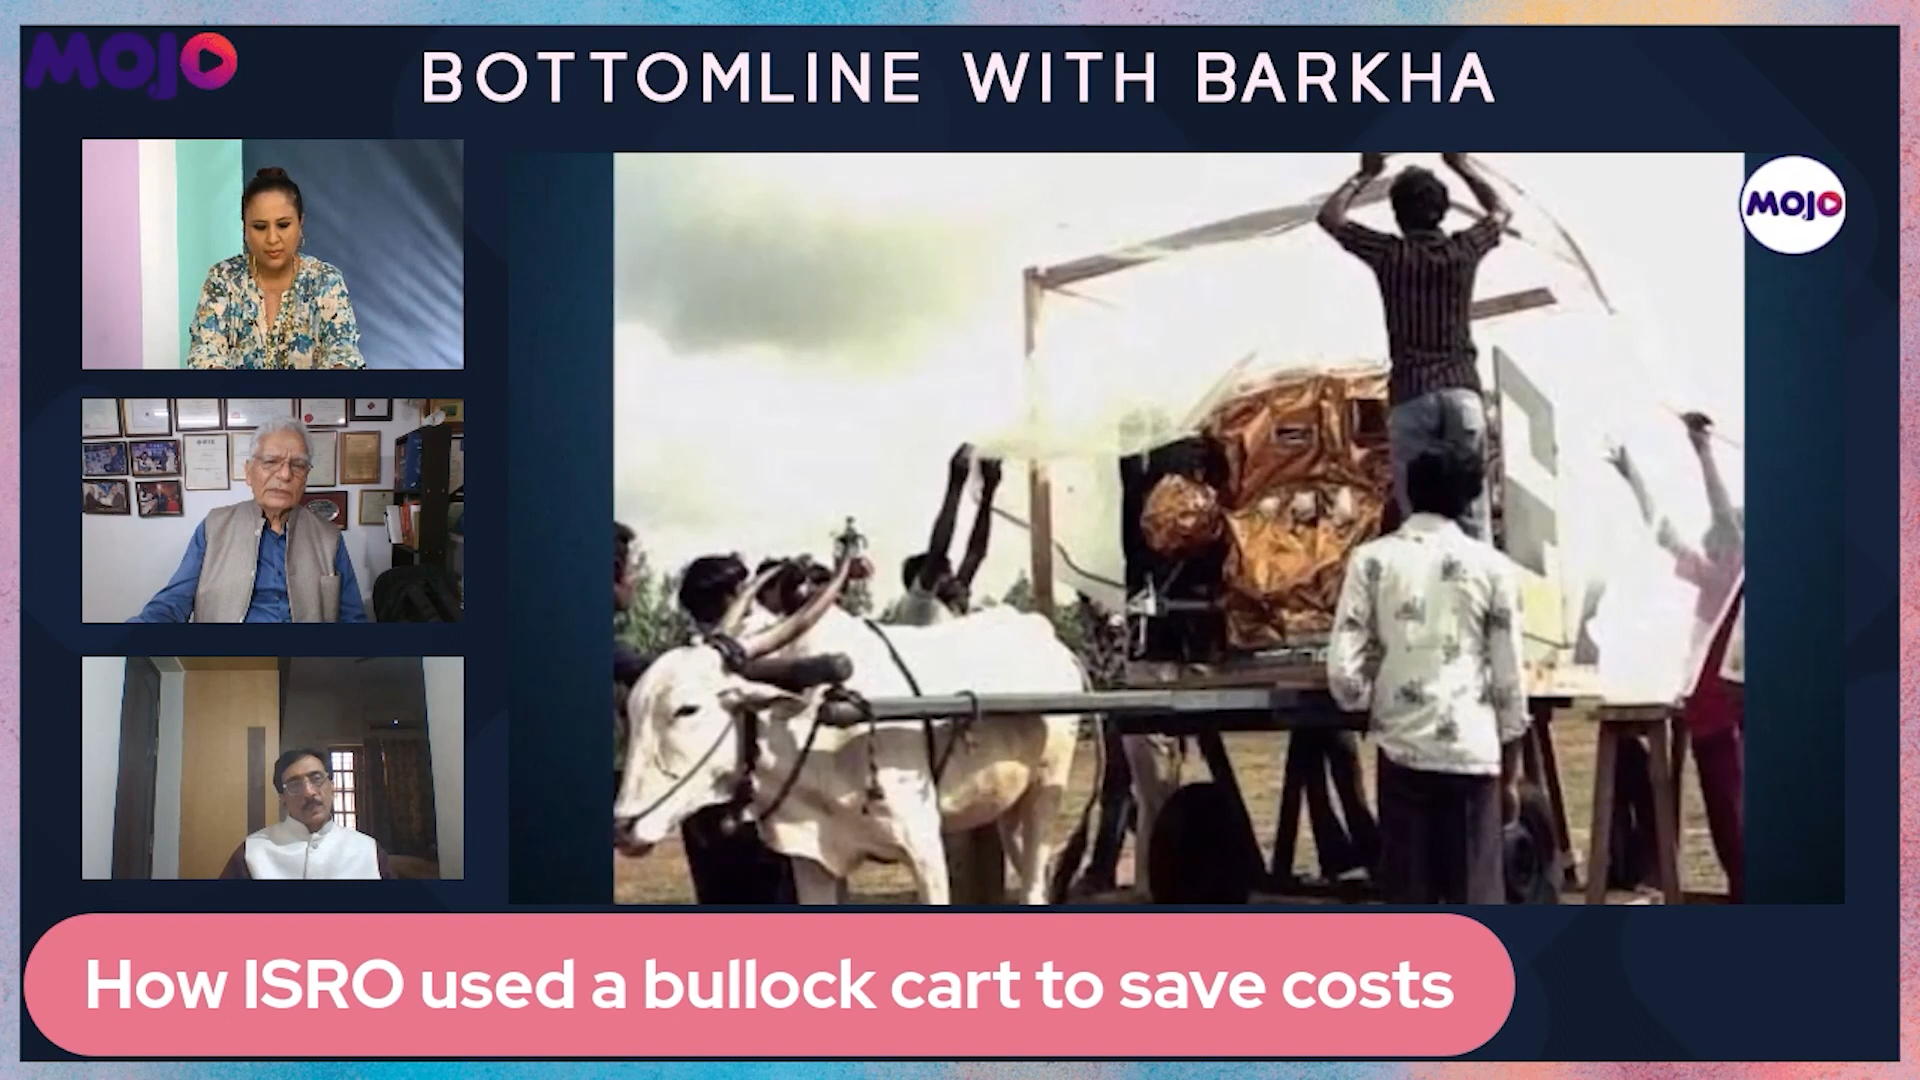 MOJO
BOTTOMLINE WITH BARKHA
MOJO
How ISRO used a bullock cart to save costs